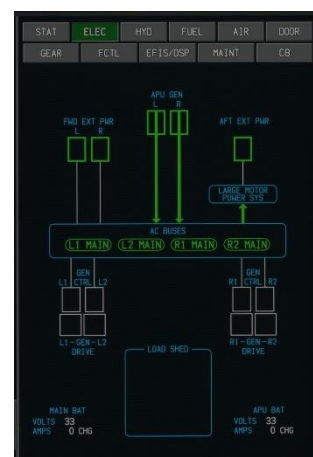 STAT ELEC HYD FUEL AIR DOOR
GEAR FCTL EFIS/DSP MAINT CB
APU GEN
L R
FWD EXT PWR
L R
AFT EXT PWR
LARGE MOTOR
POWER SYS
AC BUSES
L1 MAIN L2 MAIN R1 MAIN R2 MAIN
GEN
L1 CTRL L2
GEN
R1 CTRL R2
L1-GEN-L2
DRIVE
LOAD SHED
R1-GEN-R2
DRIVE
MAIN BAT
VOLTS 33
AMPS 0 CHG
APU BAT
VOLTS 33
AMPS 0 CHG